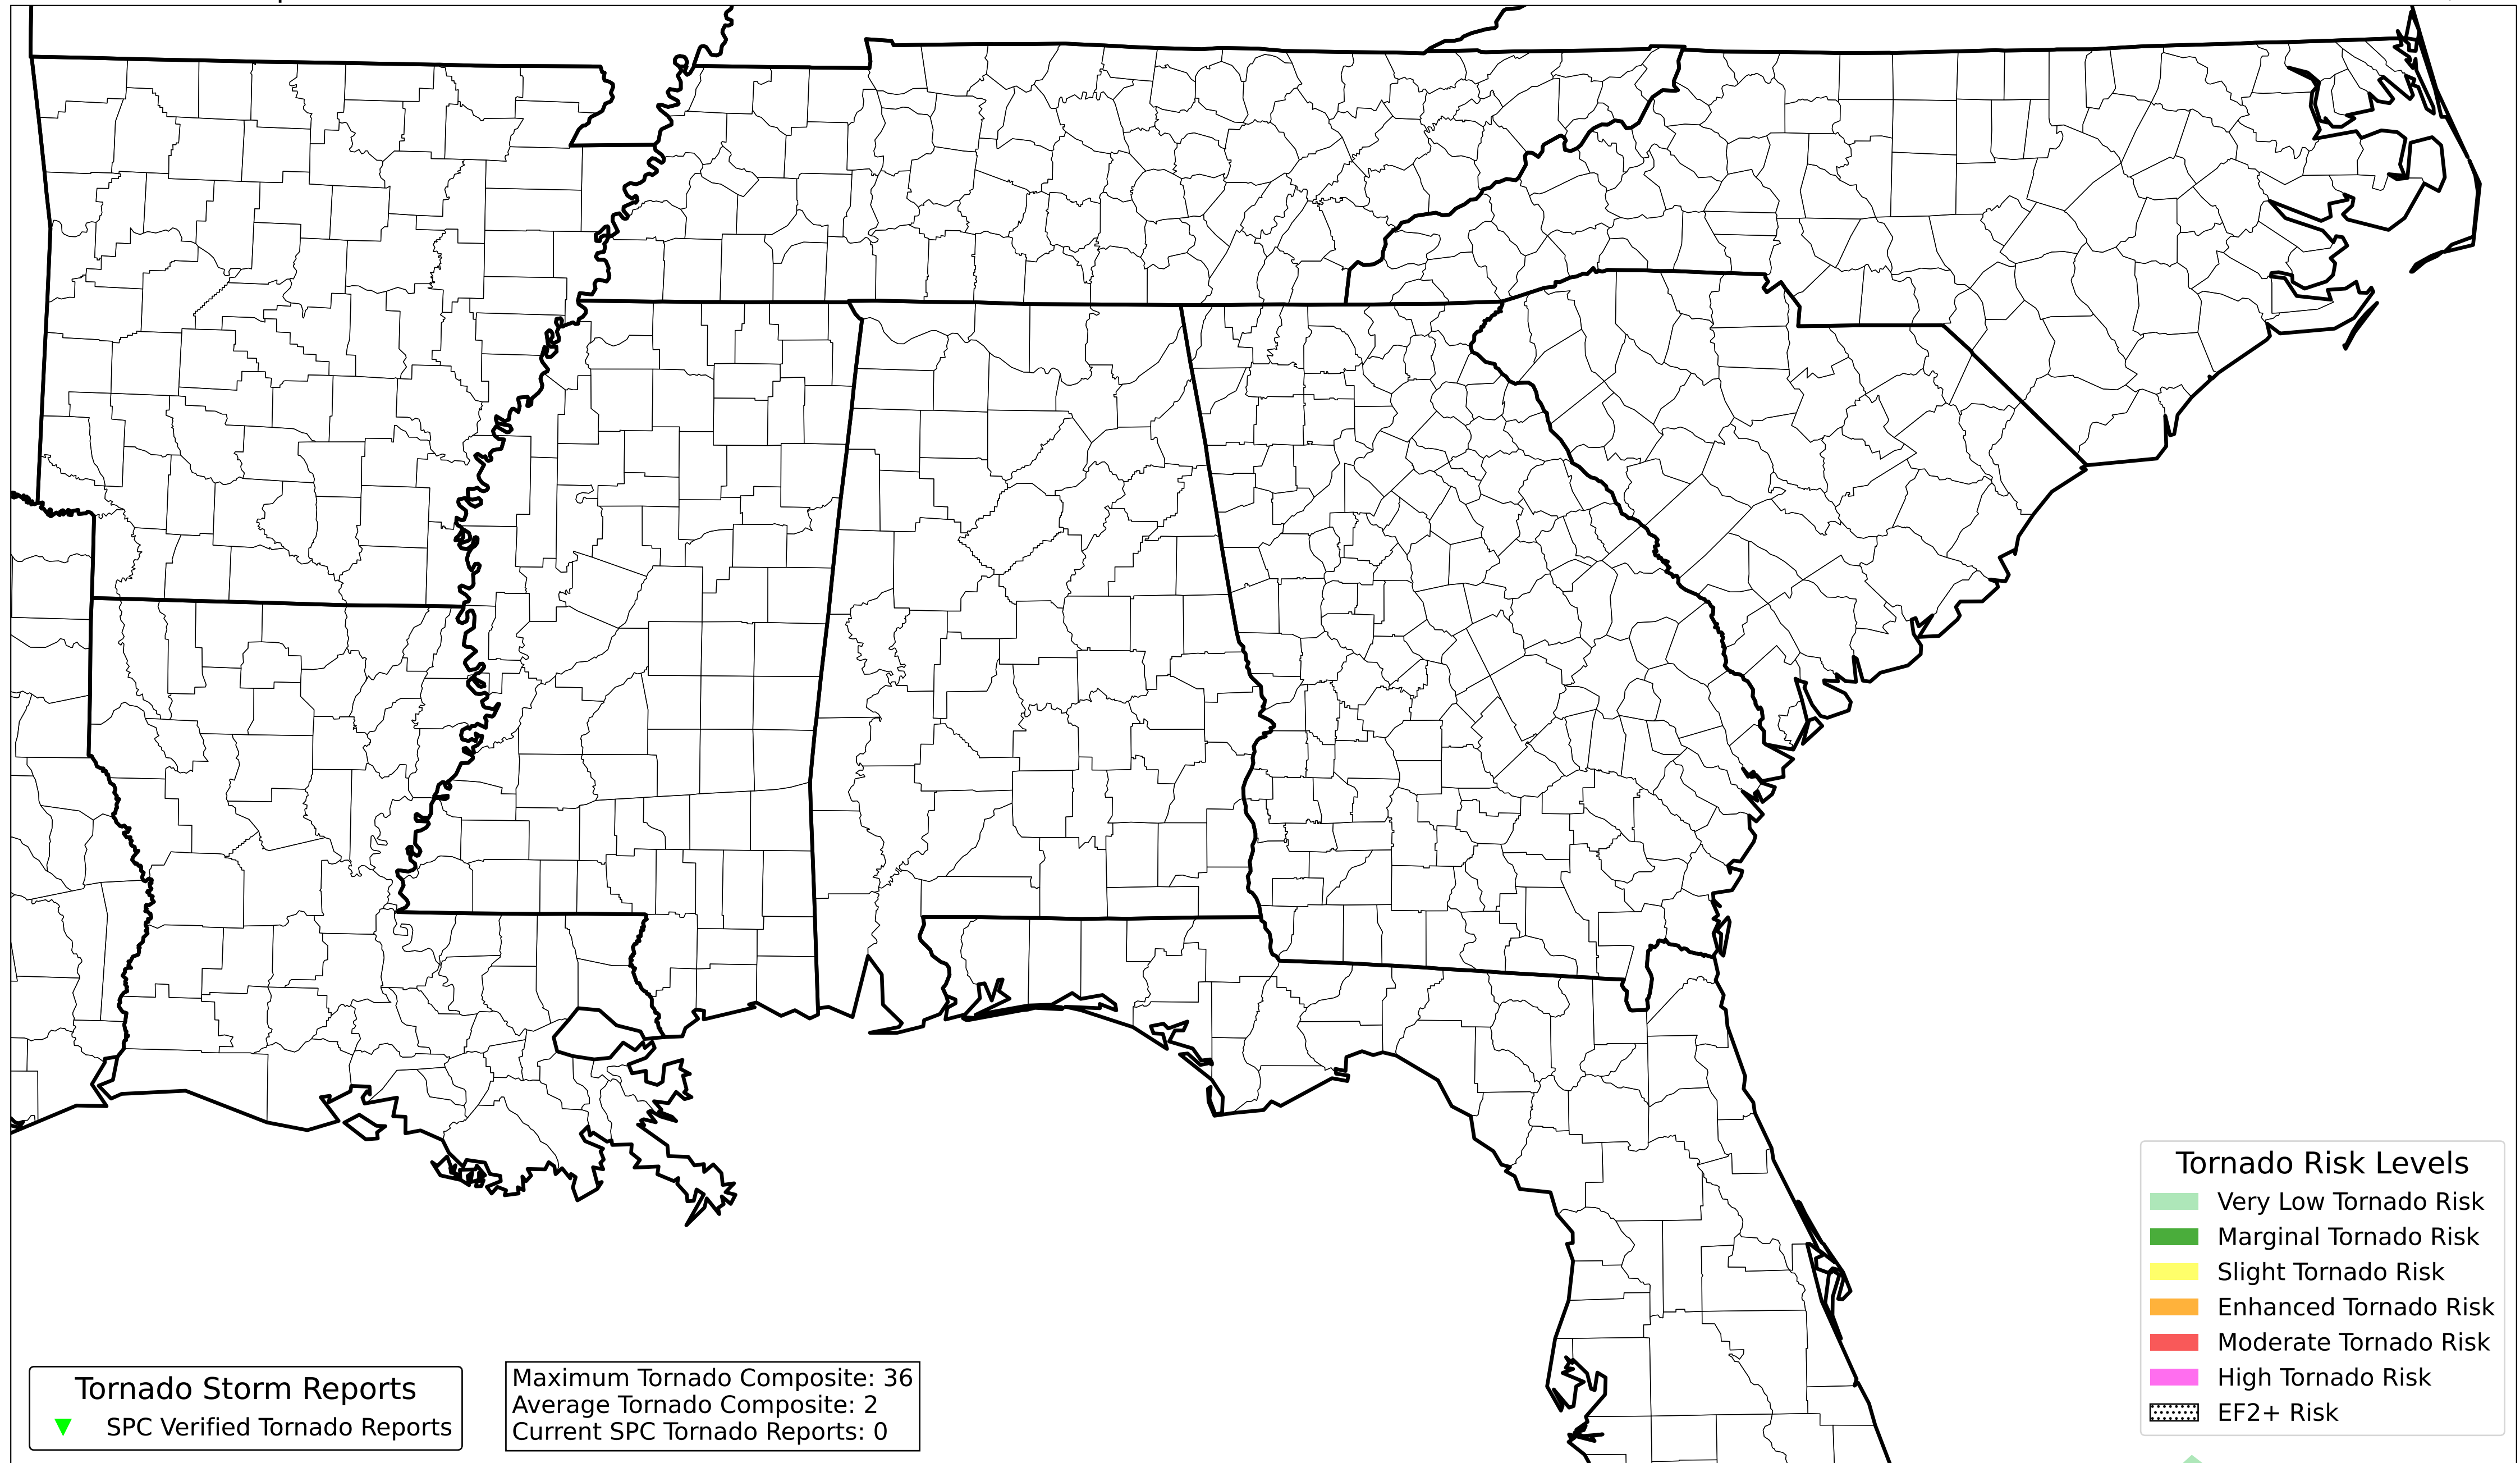 Tornado Risk Levels
Very Low Tornado Risk
Marginal Tornado Risk
Slight Tornado Risk
Enhanced Tornado Risk
Moderate Tornado Risk
High Tornado Risk
EF2+ Risk
Tornado Storm Reports
SPC Verified Tornado Reports
Maximum Tornado Composite: 36
Average Tornado Composite: 2
Current SPC Tornado Reports: 0